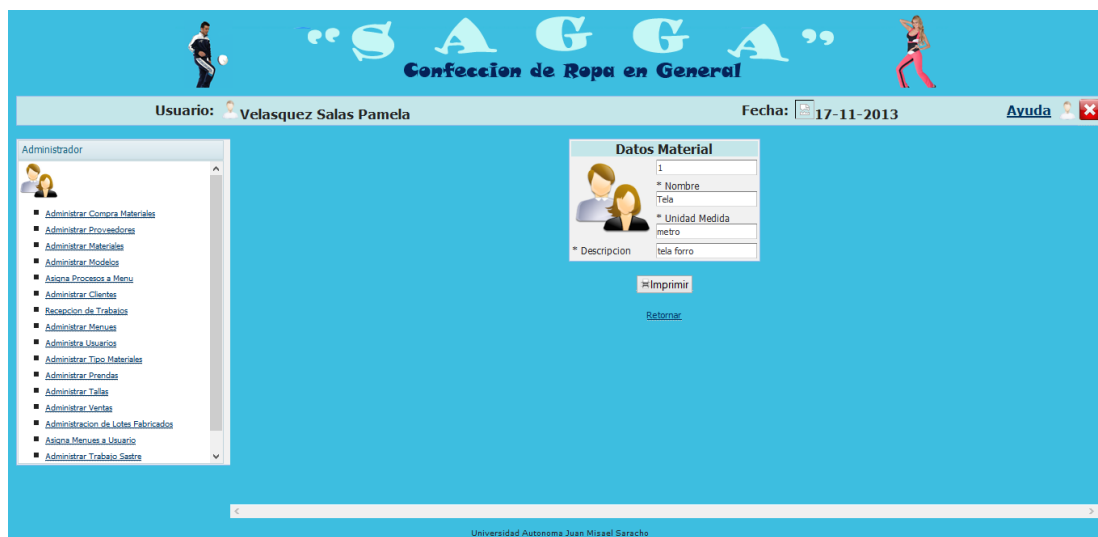 “S A G G A”
Confeccion de Ropa en General
Usuario: Velasquez Salas Pamela Fecha: 17-11-2013 Ayuda
Administrador
Administrar Compra Materiales
Administrar Proveedores
Administrar Materiales
Administrar Modelos
Asigna Procesos a Menu
Administrar Clientes
Recepcion de Trabajos
Administrar Menues
Administra Usuarios
Administrar Tipo Materiales
Administrar Prendas
Administrar Tallas
Administrar Ventas
Administracion de Lotes Fabricados
Asigna Menues a Usuario
Administrar Trabajo Sastre
Datos Material
1
* Nombre
Tela
* Unidad Medida
metro
* Descripcion tela forro
Imprimir
Retornar
Universidad Autonoma Juan Misael Saracho